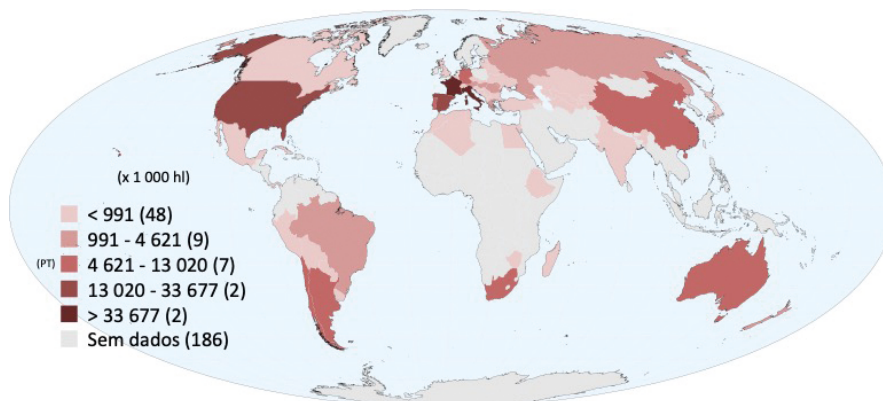 (x 1 000 hl)
< 991 (48)
991 - 4 621 (9)
(PT) 4 621 - 13 020 (7)
13 020 - 33 677 (2)
> 33 677 (2)
Sem dados (186)